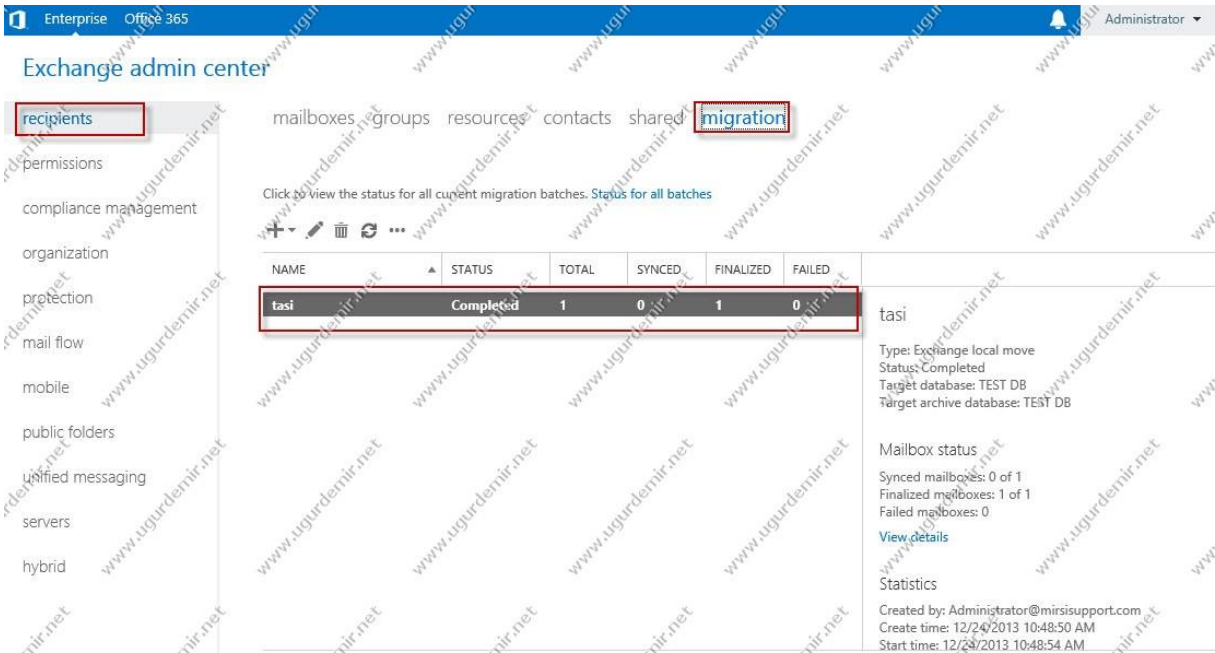 Enterprise Office 365
Administrator
Exchange admin center
recipients
permissions
compliance management
organization
protection
mail flow
mobile
public folders
unified messaging
servers
hybrid
mailboxes groups resources contacts shared migration
Click to view the status for all current migration batches. Status for all batches
NAME STATUS TOTAL SYNCED FINALIZED FAILED
tasi Completed 1 0 1 0
tasi
Type: Exchange local move
Status: Completed
Target database: TEST DB
Target archive database: TEST DB
Mailbox status
Synced mailboxes: 0 of 1
Finalized mailboxes: 1 of 1
Failed mailboxes: 0
View details
Statistics
Created by: Administrator@mirsisupport.com
Create time: 12/24/2013 10:48:50 AM
Start time: 12/24/2013 10:48:54 AM
www.ugurdemir.net